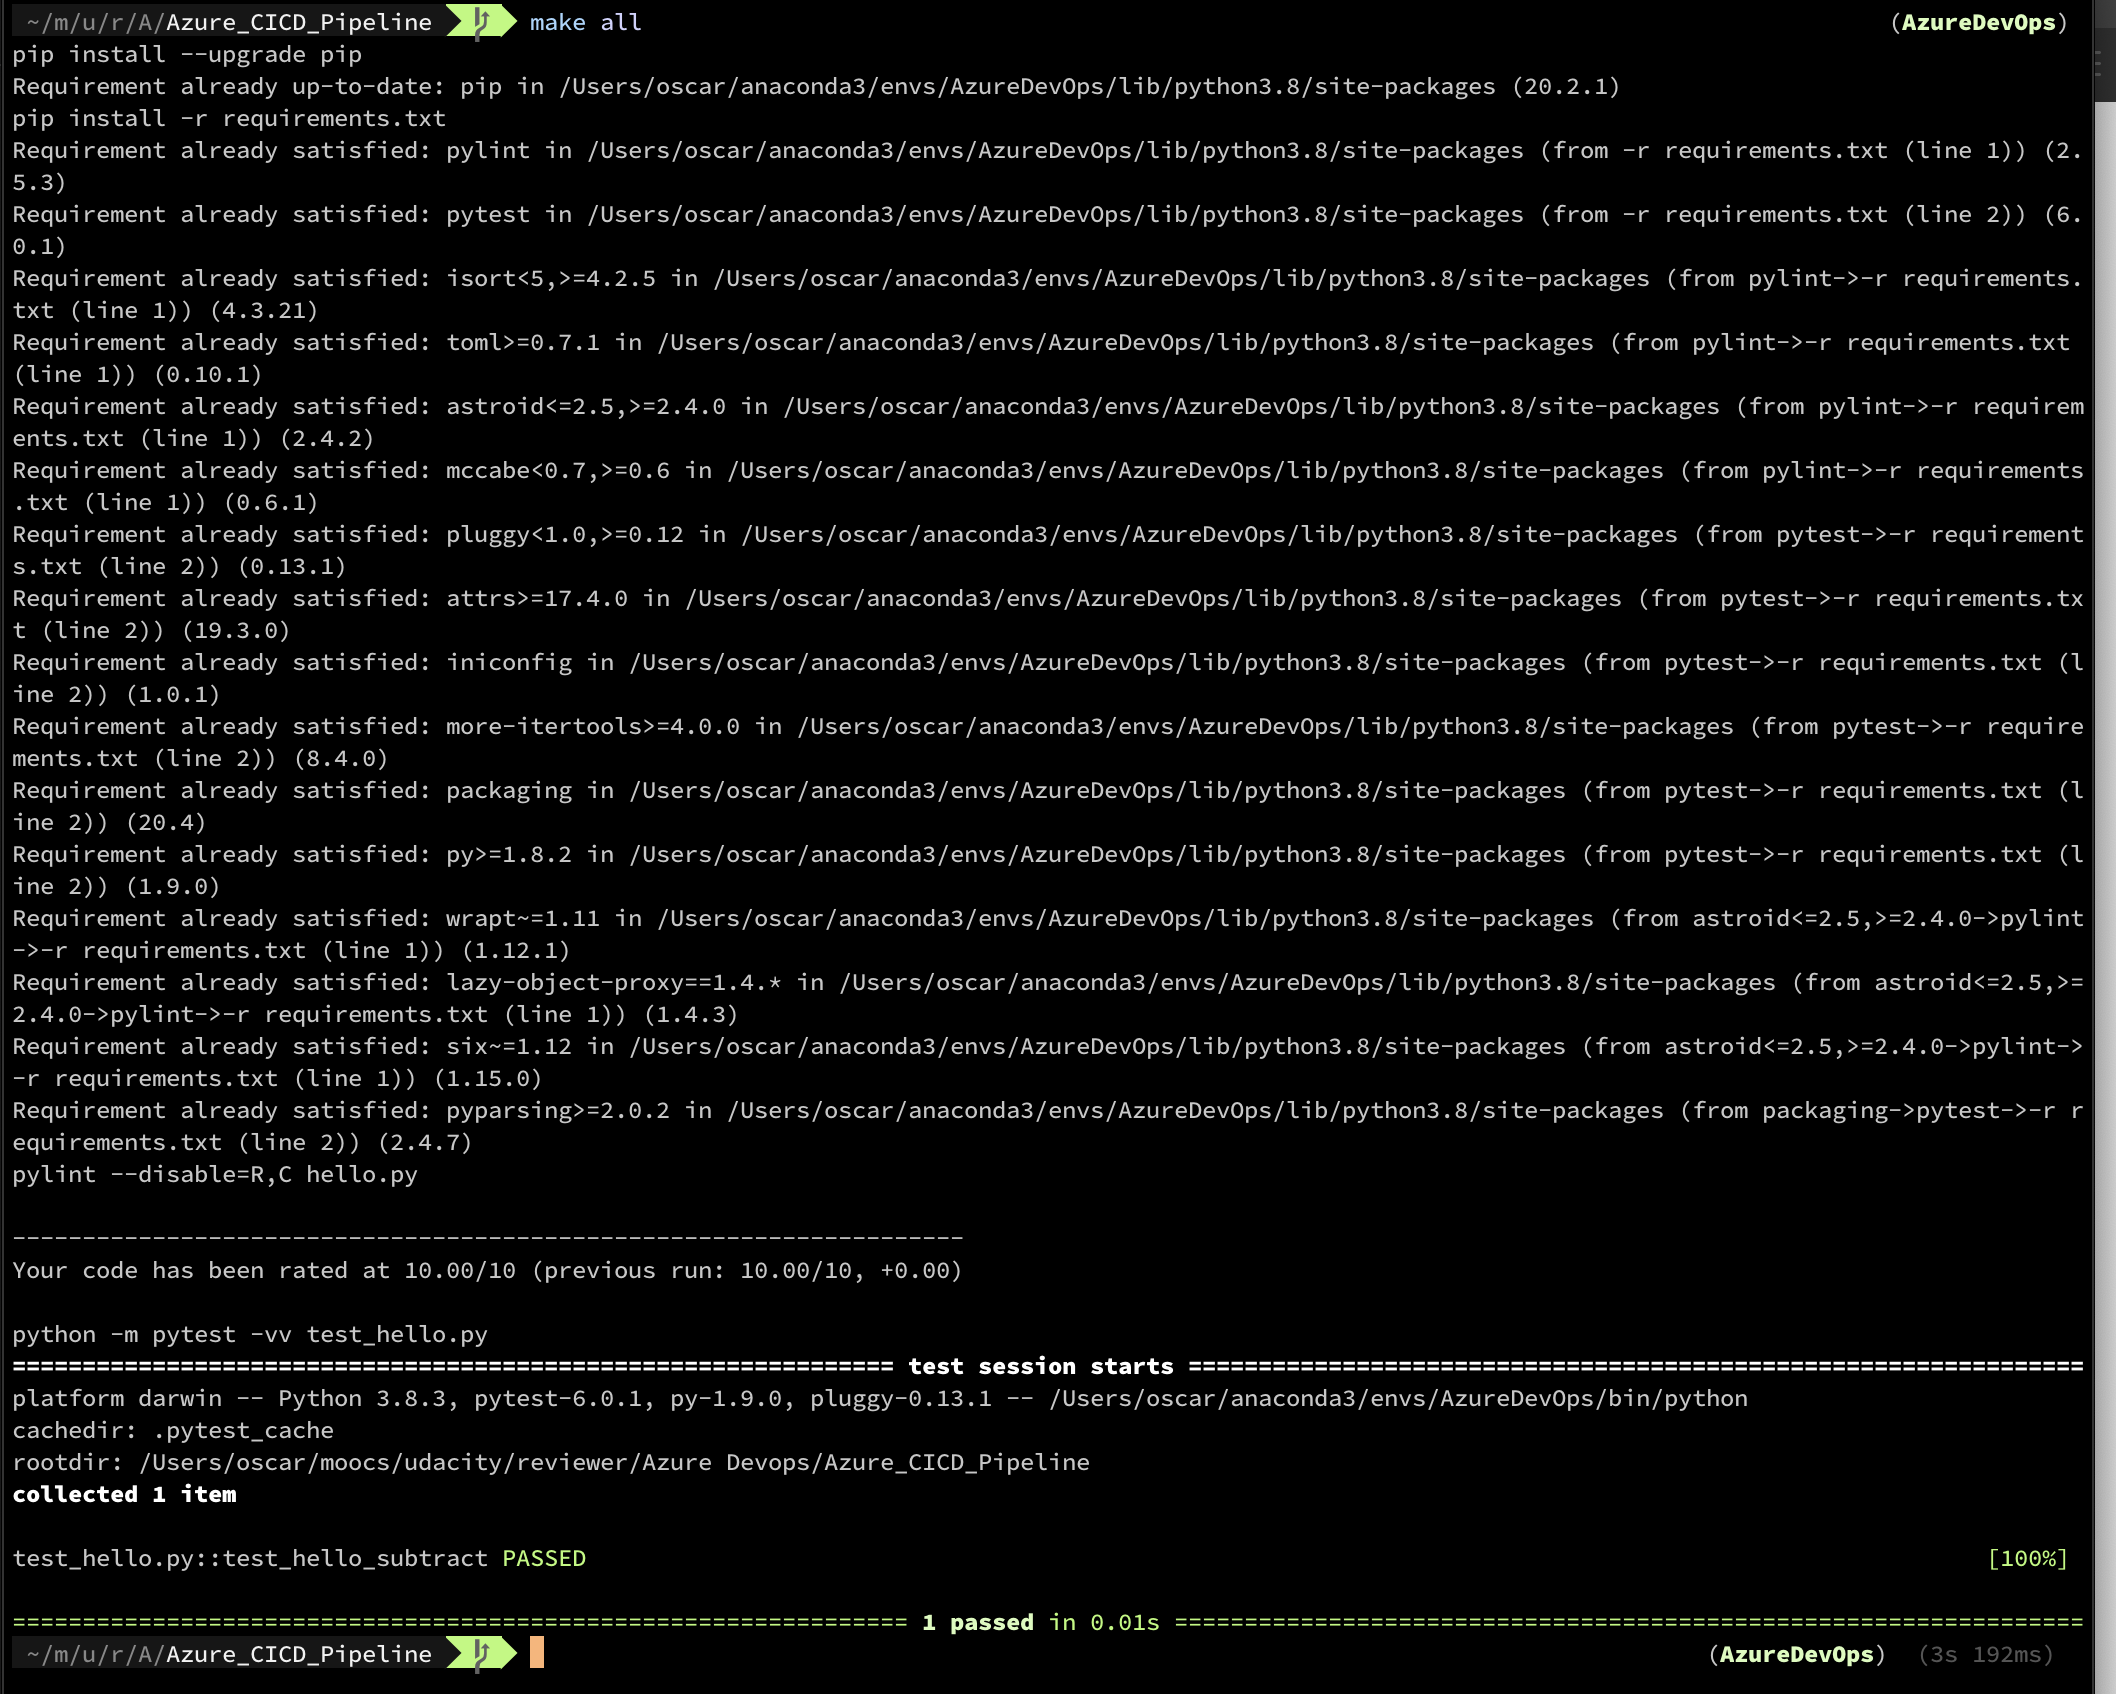 ~/m/u/r/A/Azure_CICD_Pipeline make all (AzureDevOps)
pip install --upgrade pip
Requirement already up-to-date: pip in /Users/oscar/anaconda3/envs/AzureDevOps/lib/python3.8/site-packages (20.2.1)
pip install -r requirements.txt
Requirement already satisfied: pylint in /Users/oscar/anaconda3/envs/AzureDevOps/lib/python3.8/site-packages (from -r requirements.txt (line 1)) (2.
5.3)
Requirement already satisfied: pytest in /Users/oscar/anaconda3/envs/AzureDevOps/lib/python3.8/site-packages (from -r requirements.txt (line 2)) (6.
0.1)
Requirement already satisfied: isort<5,>=4.2.5 in /Users/oscar/anaconda3/envs/AzureDevOps/lib/python3.8/site-packages (from pylint->-r requirements.
txt (line 1)) (4.3.21)
Requirement already satisfied: toml>=0.7.1 in /Users/oscar/anaconda3/envs/AzureDevOps/lib/python3.8/site-packages (from pylint->-r requirements.txt
(line 1)) (0.10.1)
Requirement already satisfied: astroid<=2.5,>=2.4.0 in /Users/oscar/anaconda3/envs/AzureDevOps/lib/python3.8/site-packages (from pylint->-r requirem
ents.txt (line 1)) (2.4.2)
Requirement already satisfied: mccabe<0.7,>=0.6 in /Users/oscar/anaconda3/envs/AzureDevOps/lib/python3.8/site-packages (from pylint->-r requirements
.txt (line 1)) (0.6.1)
Requirement already satisfied: pluggy<1.0,>=0.12 in /Users/oscar/anaconda3/envs/AzureDevOps/lib/python3.8/site-packages (from pytest->-r requirement
s.txt (line 2)) (0.13.1)
Requirement already satisfied: attrs>=17.4.0 in /Users/oscar/anaconda3/envs/AzureDevOps/lib/python3.8/site-packages (from pytest->-r requirements.tx
t (line 2)) (19.3.0)
Requirement already satisfied: iniconfig in /Users/oscar/anaconda3/envs/AzureDevOps/lib/python3.8/site-packages (from pytest->-r requirements.txt (l
ine 2)) (1.0.1)
Requirement already satisfied: more-itertools>=4.0.0 in /Users/oscar/anaconda3/envs/AzureDevOps/lib/python3.8/site-packages (from pytest->-r require
ments.txt (line 2)) (8.4.0)
Requirement already satisfied: packaging in /Users/oscar/anaconda3/envs/AzureDevOps/lib/python3.8/site-packages (from pytest->-r requirements.txt (l
ine 2)) (20.4)
Requirement already satisfied: py>=1.8.2 in /Users/oscar/anaconda3/envs/AzureDevOps/lib/python3.8/site-packages (from pytest->-r requirements.txt (l
ine 2)) (1.9.0)
Requirement already satisfied: wrapt~=1.11 in /Users/oscar/anaconda3/envs/AzureDevOps/lib/python3.8/site-packages (from astroid<=2.5,>=2.4.0->pylint
->-r requirements.txt (line 1)) (1.12.1)
Requirement already satisfied: lazy-object-proxy==1.4.* in /Users/oscar/anaconda3/envs/AzureDevOps/lib/python3.8/site-packages (from astroid<=2.5,>=
2.4.0->pylint->-r requirements.txt (line 1)) (1.4.3)
Requirement already satisfied: six~=1.12 in /Users/oscar/anaconda3/envs/AzureDevOps/lib/python3.8/site-packages (from astroid<=2.5,>=2.4.0->pylint->
-r requirements.txt (line 1)) (1.15.0)
Requirement already satisfied: pyparsing>=2.0.2 in /Users/oscar/anaconda3/envs/AzureDevOps/lib/python3.8/site-packages (from packaging->pytest->-r r
equirements.txt (line 2)) (2.4.7)
pylint --disable=R,C hello.py
--------------------------------------------------------------------
Your code has been rated at 10.00/10 (previous run: 10.00/10, +0.00)
python -m pytest -vv test_hello.py
=============================================================== test session starts ================================================================
platform darwin -- Python 3.8.3, pytest-6.0.1, py-1.9.0, pluggy-0.13.1 -- /Users/oscar/anaconda3/envs/AzureDevOps/bin/python
cachedir: .pytest_cache
rootdir: /Users/oscar/moocs/udacity/reviewer/Azure Devops/Azure_CICD_Pipeline
collected 1 item
test_hello.py::test_hello_subtract PASSED [100%]
================================================================ 1 passed in 0.01s =================================================================
~/m/u/r/A/Azure_CICD_Pipeline (AzureDevOps) (3s 192ms)